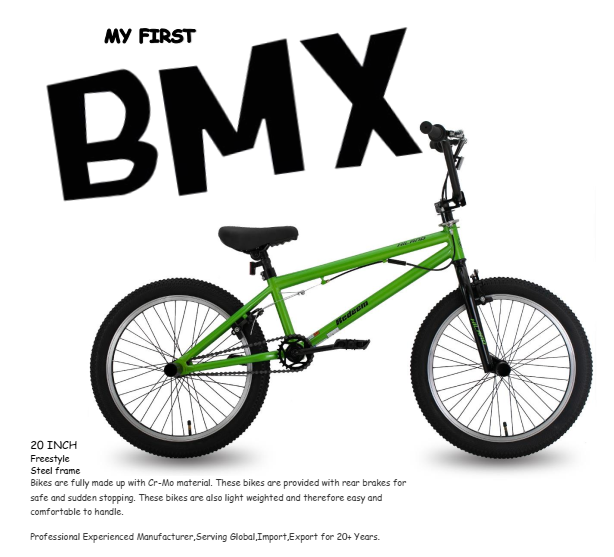 MY FIRST
BMX
20 INCH
Freestyle
Steel frame
Bikes are fully made up with Cr-Mo material. These bikes are provided with rear brakes for
safe and sudden stopping. These bikes are also light weighted and therefore easy and
comfortable to handle.
Professional Experienced Manufacturer,Serving Global,Import,Export for 20+ Years.